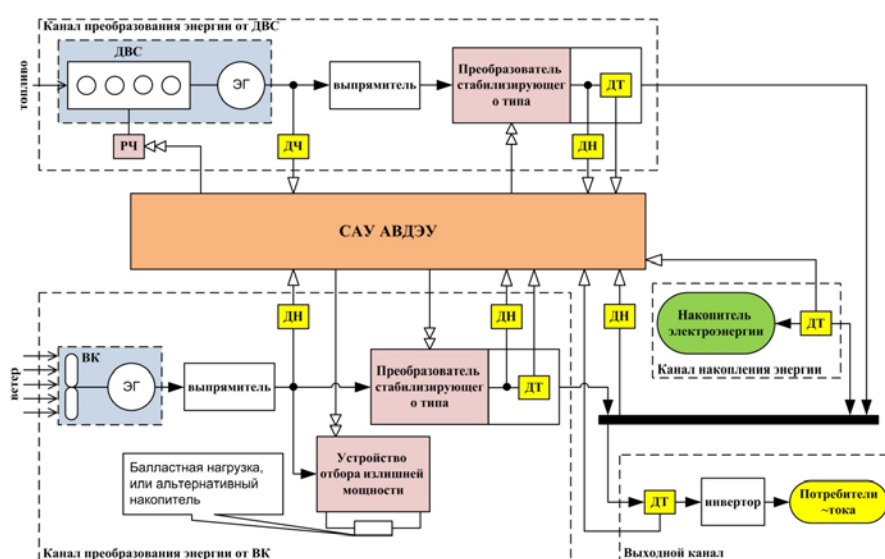 Канал преобразования энергии от ДВС
ДВС
топливо
ЭГ
выпрямитель
Преобразователь
стабилизирующег
о типа
ДТ
РЧ
ДЧ
ДН
САУ АВДЭУ
ДН
ДН
ДН
Накопитель
электроэнергии
ДТ
Канал накопления энергии
ветер
ВК
ЭГ
выпрямитель
Преобразователь
стабилизирующег
о типа
ДТ
Балластная нагрузка,
или альтернативный
накопитель
Устройство
отбора излишней
мощности
ДТ
инвертор
Потребители
~тока
Канал преобразования энергии от ВК
Выходной канал